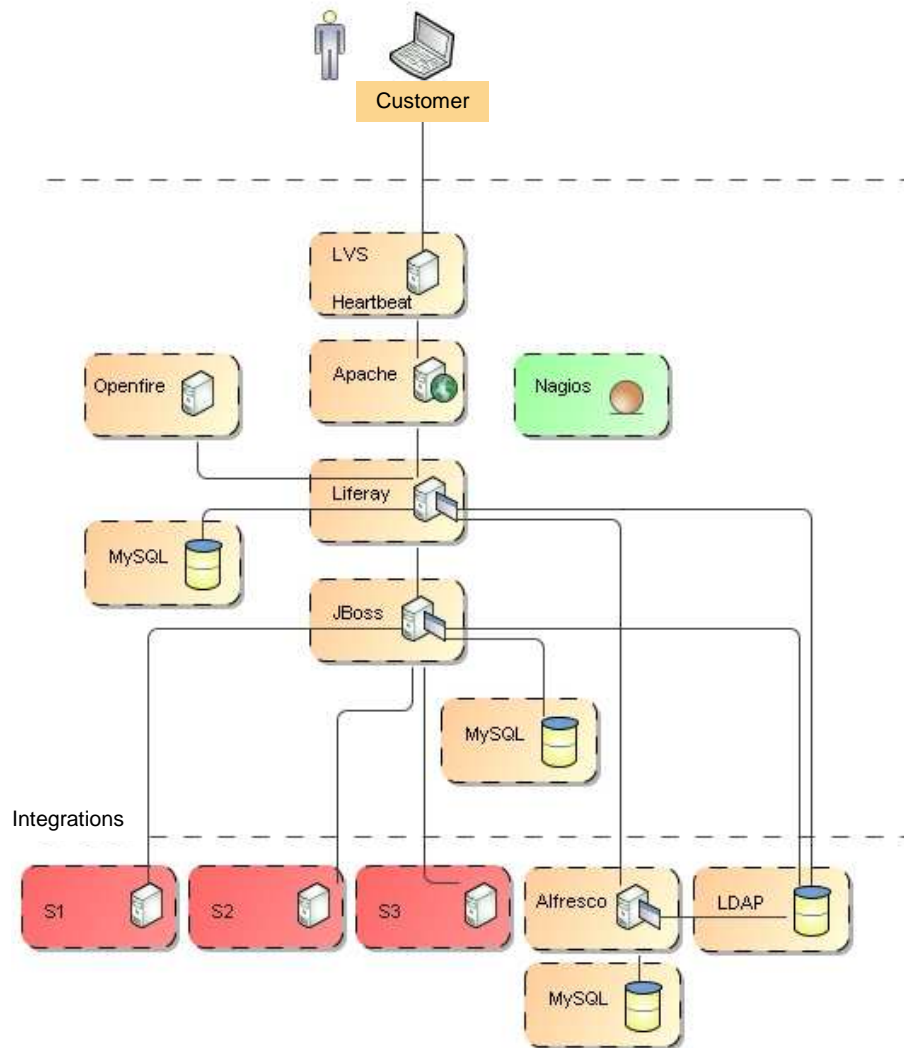 Customer
LVS
Heartbeat
Apache
Openfire
Nagios
Liferay
MySQL
JBoss
MySQL
Integrations
S1
S2
S3
Alfresco
LDAP
MySQL